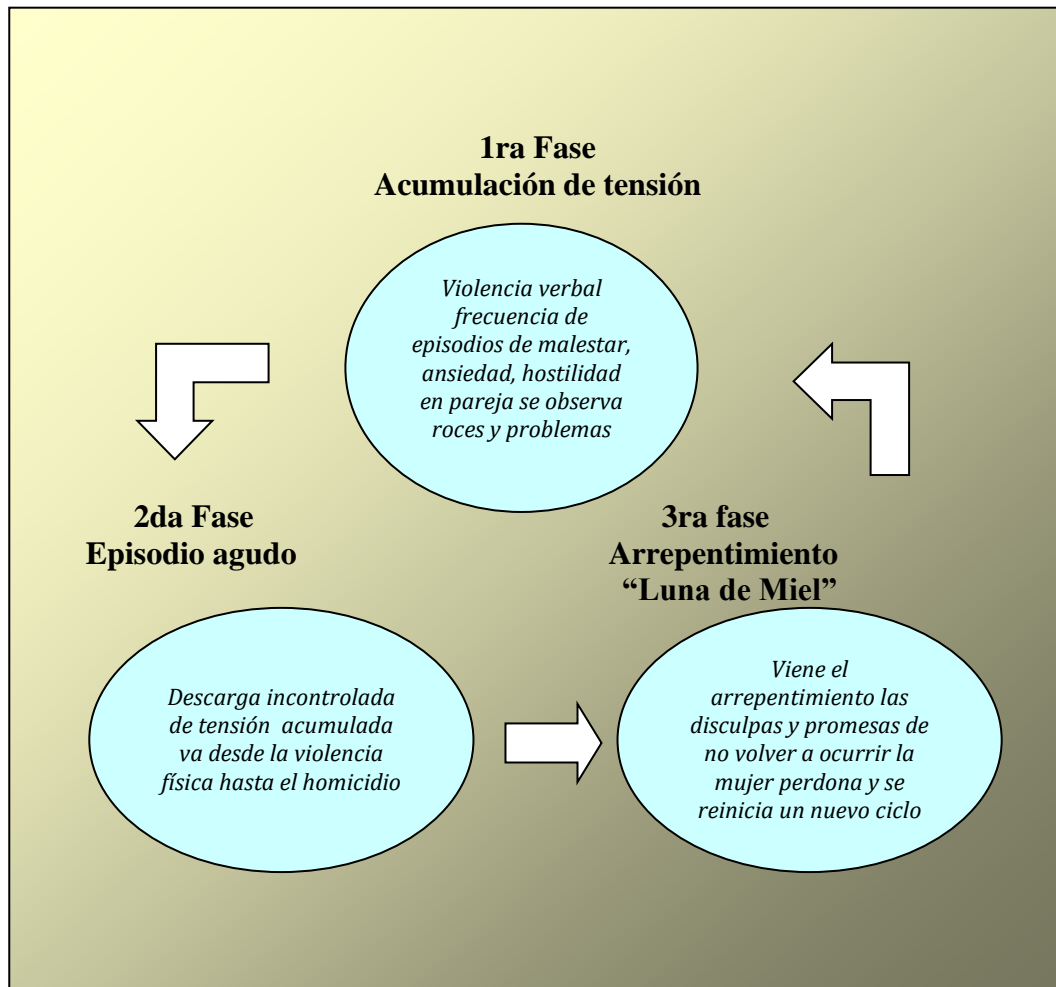 1ra Fase
Acumulación de tensión
Violencia verbal
frecuencia de
episodios de malestar,
ansiedad, hostilidad
en pareja se observa
roces y problemas
2da Fase
Episodio agudo
Descarga incontrolada
de tensión acumulada
va desde la violencia
física hasta el homicidio
3ra fase
Arrepentimiento
“Luna de Miel”
Viene el
arrepentimiento las
disculpas y promesas de
no volver a ocurrir la
mujer perdona y se
reinicia un nuevo ciclo